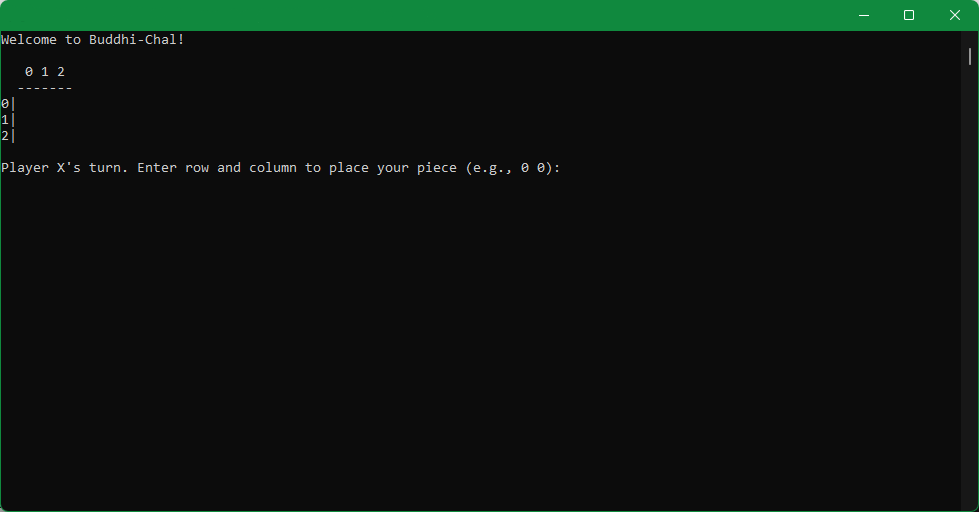 Welcome to Buddhi-Chal!
0 1 2
-------
0|
1|
2|
Player X's turn. Enter row and column to place your piece (e.g., 0 0):